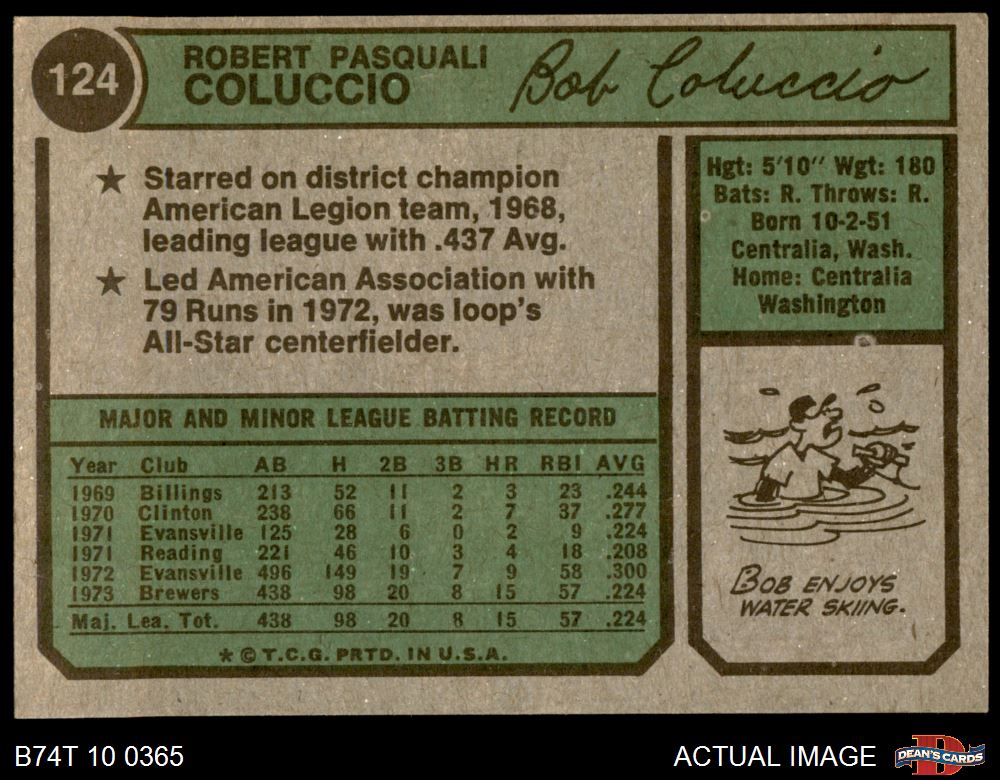 124
ROBERT PASQUALI
COLUCCIO
Bob Coluccio
★ Starred on district champion
American Legion team, 1968,
leading league with .437 Avg.
★ Led American Association with
79 Runs in 1972, was loop's
All-Star centerfielder.
Hgt: 5'10" Wgt: 180
Bats: R. Throws: R.
Born 10-2-51
Centralia, Wash.
Home: Centralia
Washington
MAJOR AND MINOR LEAGUE BATTING RECORD
Year Club AB H 2B 3B HR RBI AVG
1969 Billings 213 52 11 2 3 23 .244
1970 Clinton 238 66 11 2 7 37 .277
1971 Evansville 125 28 6 0 2 9 .224
1971 Reading 221 46 10 3 4 18 .208
1972 Evansville 496 149 19 7 9 58 .300
1973 Brewers 438 98 20 8 15 57 .224
Maj. Lea. Tot. 438 98 20 8 15 57 .224
* © T.C.G. PRTD. IN U.S.A.
BOB ENJOYS
WATER SKIING.
B74T 10 0365
ACTUAL IMAGE
D
DEAN'S CARDS